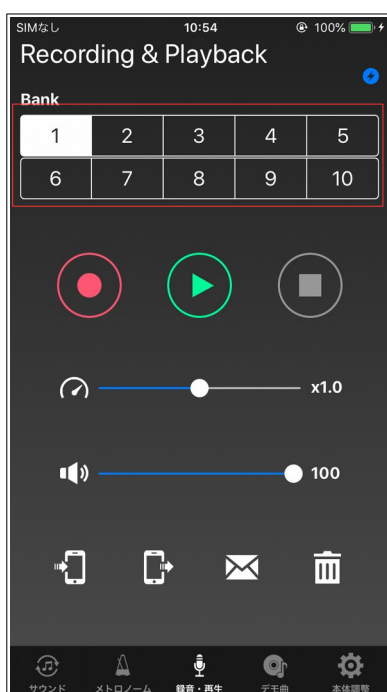 SIMなし 10:54 100%
Recording & Playback
Bank
1 2 3 4 5
6 7 8 9 10
x1.0
100
サウンド メトロノーム 録音・再生 デモ曲 本体調整